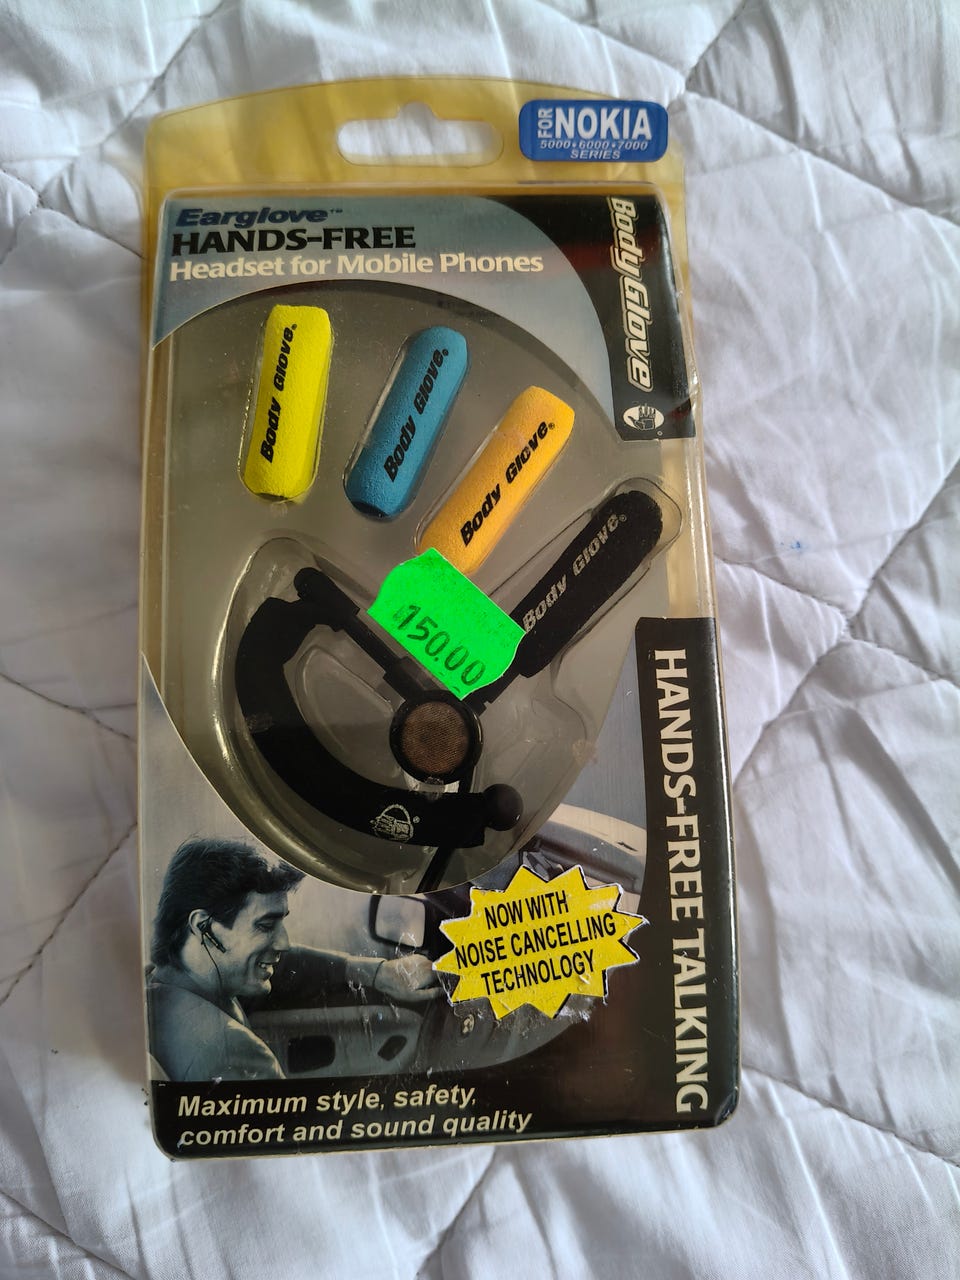 FOR NOKIA
5000•6000•7000
SERIES
Earglove™
HANDS-FREE
Headset for Mobile Phones
Body Glove
Body Glove®
Body Glove®
Body Glove®
Body Glove®
150.00
HANDS-FREE TALKING
NOW WITH
NOISE CANCELLING
TECHNOLOGY
Maximum style, safety,
comfort and sound quality